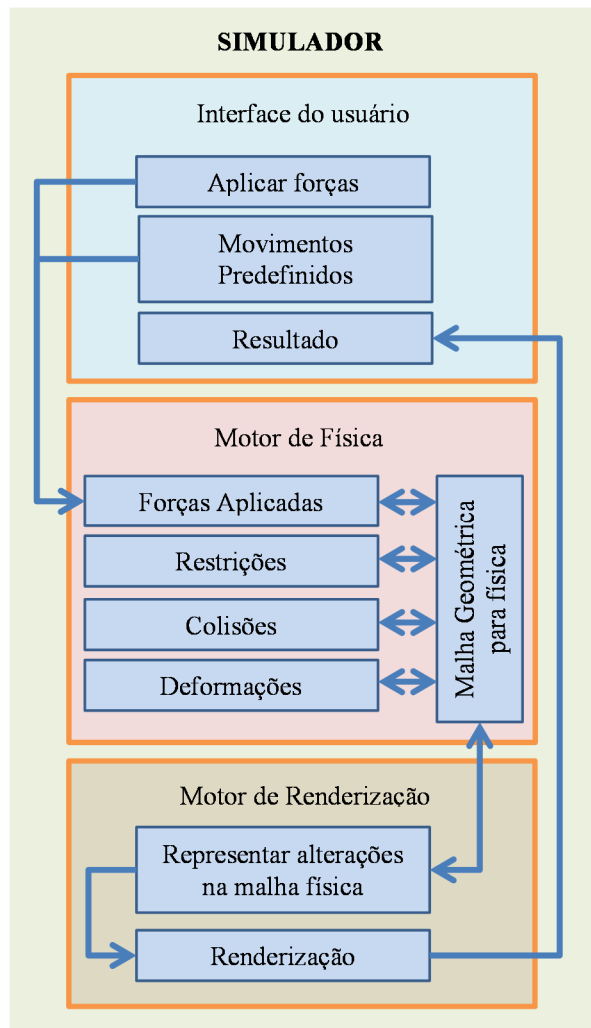 SIMULADOR
Interface do usuário
Aplicar forças
Movimentos
Predefinidos
Resultado
Motor de Física
Forças Aplicadas
Restrições
Colisões
Deformações
Malha Geométrica
para física
Motor de Renderização
Representar alterações
na malha física
Renderização